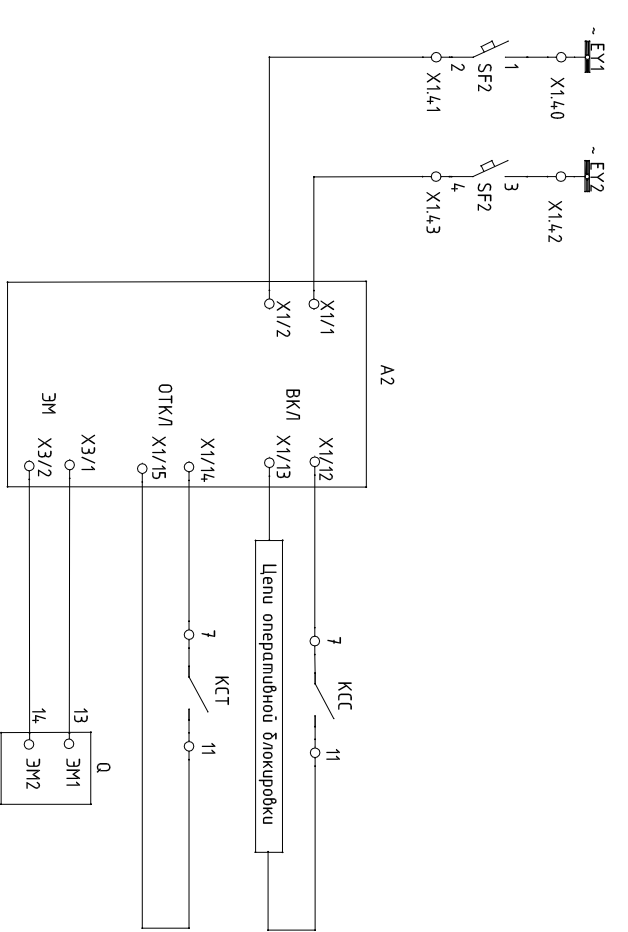 ~ EY1
X1.40
1
SF2
2
X1.41
~ EY2
X1.42
3
SF2
4
X1.43
A2
X1/1
X1/2
ВКЛ
X1/12
X1/13
ОТКЛ
X1/14
X1/15
ЭМ
X3/1
X3/2
7
КСС
11
Цепи оперативной блокировки
7
КСТ
11
13
14
Q
ЭМ1
ЭМ2